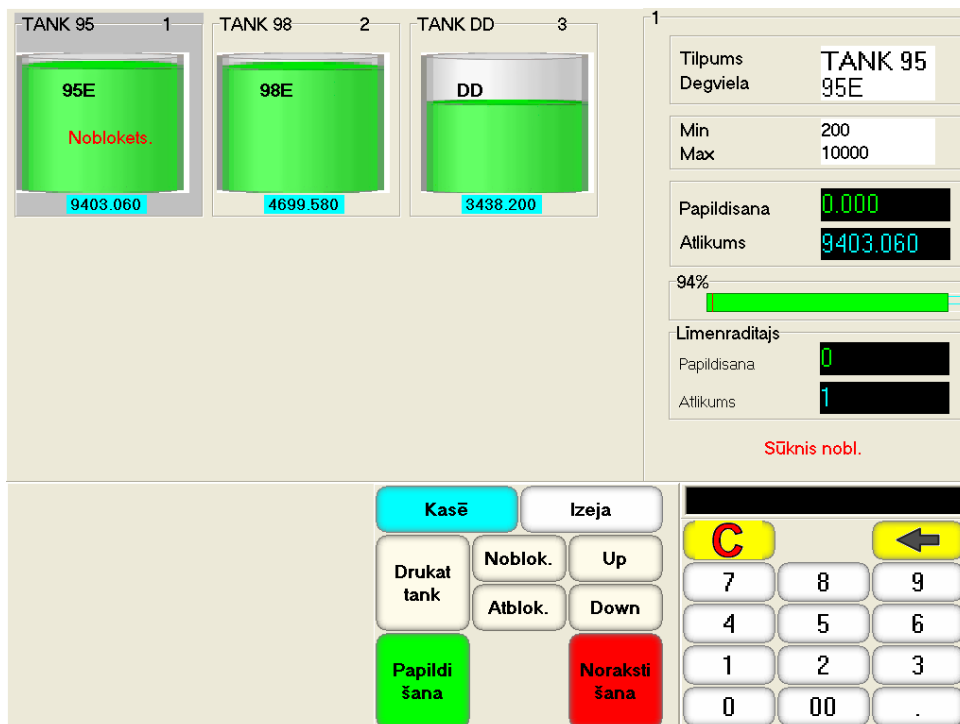 TANK 95 1
95E
Noblokets.
9403.060
TANK 98 2
98E
4699.580
TANK DD 3
DD
3438.200
1
Tilpums TANK 95
Degviela 95E
Min 200
Max 10000
Papildisana 0.000
Atlikums 9403.060
94%
Līmenraditajs
Papildisana 0
Atlikums 1
Sūknis nobl.
Kasē Izeja
Drukat tank
Noblok. Up
Atblok. Down
Papildi
šana
Noraksti
šana
C
7 8 9
4 5 6
1 2 3
0 00 .